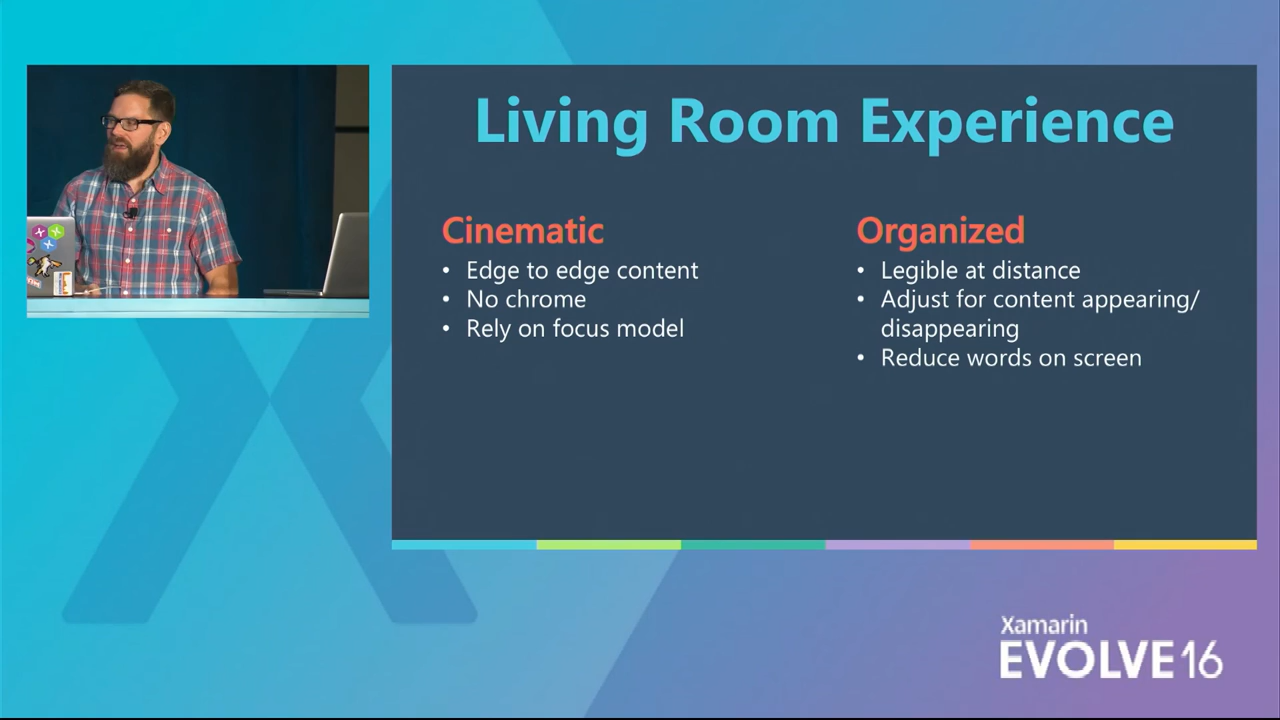 Living Room Experience
Cinematic
• Edge to edge content
• No chrome
• Rely on focus model
Organized
• Legible at distance
• Adjust for content appearing/
disappearing
• Reduce words on screen
Xamarin
EVOLVE16